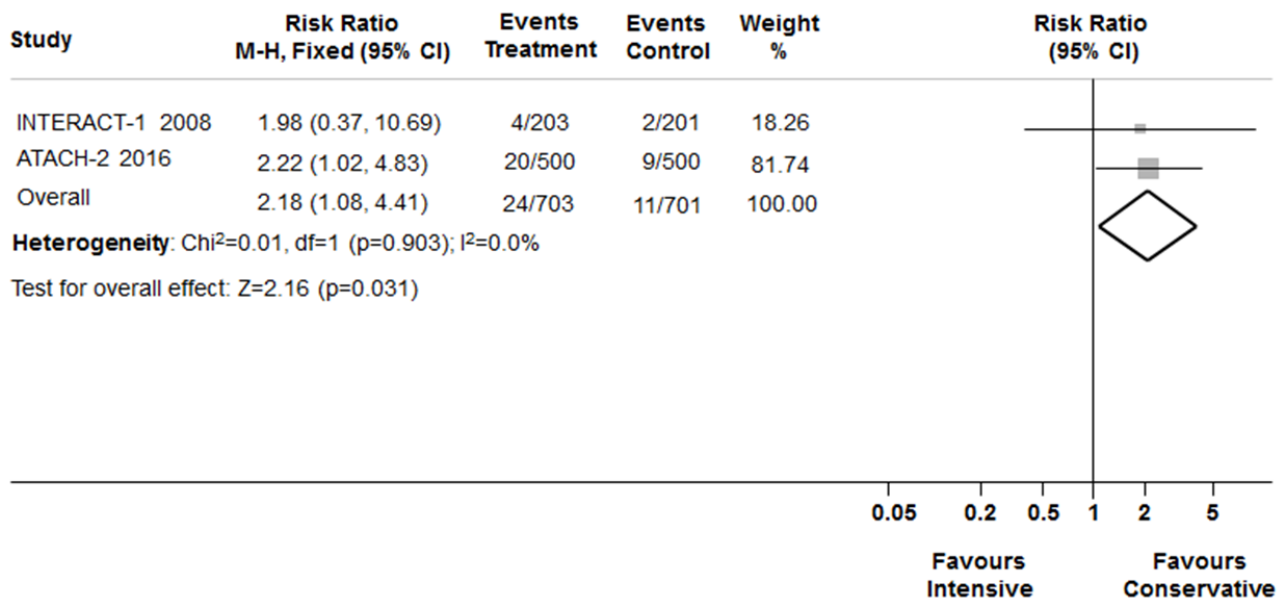 Study Risk Ratio M-H, Fixed (95% CI) Events Treatment Events Control Weight % Risk Ratio (95% CI)
INTERACT-1 2008 1.98 (0.37, 10.69) 4/203 2/201 18.26
ATACH-2 2016 2.22 (1.02, 4.83) 20/500 9/500 81.74
Overall 2.18 (1.08, 4.41) 24/703 11/701 100.00
Heterogeneity: Chi²=0.01, df=1 (p=0.903); I²=0.0%
Test for overall effect: Z=2.16 (p=0.031)
0.05 0.2 0.5 1 2 5
Favours Intensive Favours Conservative